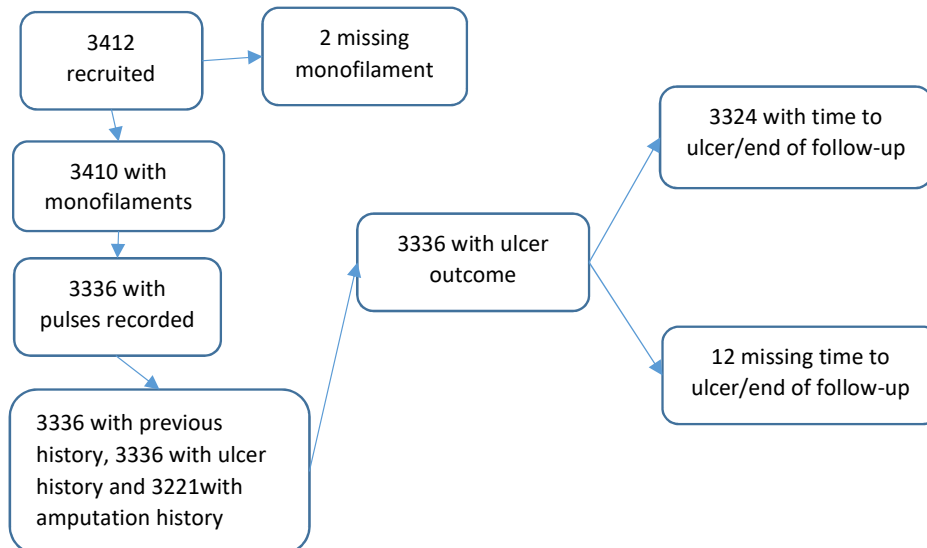 3412
recruited
2 missing
monofilament
3410 with
monofilaments
3336 with
pulses recorded
3336 with previous
history, 3336 with ulcer
history and 3221with
amputation history
3336 with ulcer
outcome
3324 with time to
ulcer/end of follow-up
12 missing time to
ulcer/end of follow-up